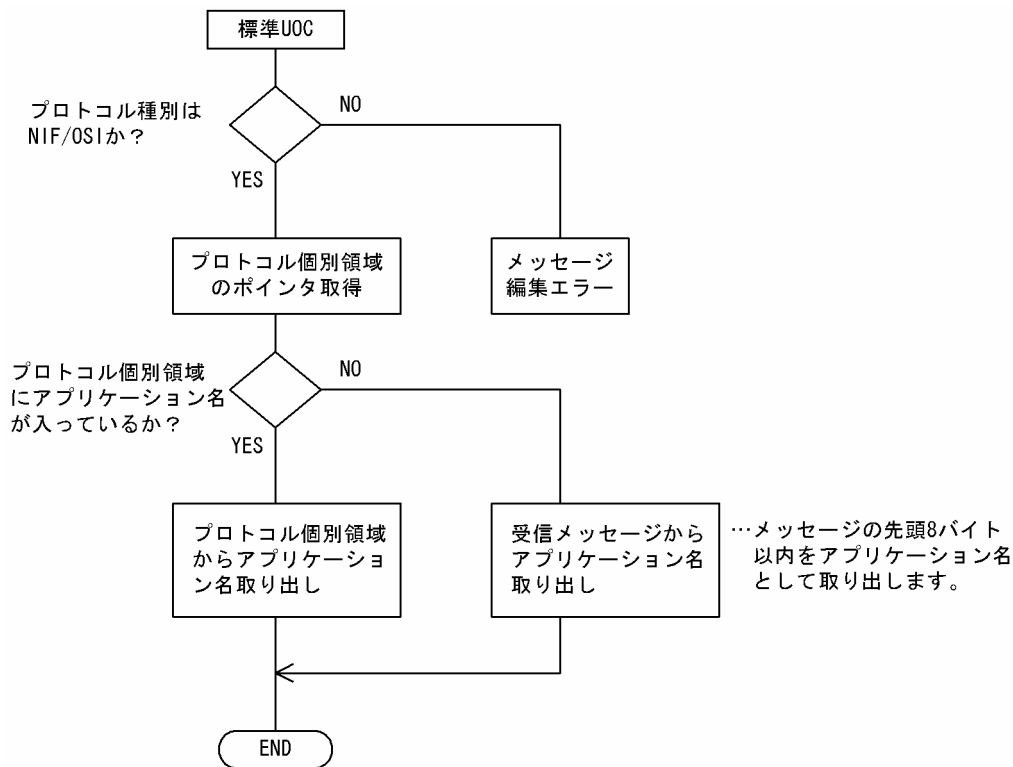 標準UOC
プロトコル種別は
NIF/OSIか？
NO
YES
プロトコル個別領域
のポインタ取得
メッセージ
編集エラー
プロトコル個別領域
にアプリケーション名
が入っているか？
NO
YES
プロトコル個別領域
からアプリケーショ
ン名取り出し
受信メッセージから
アプリケーション名
取り出し
…メッセージの先頭8バイト
以内をアプリケーション名
として取り出します。
END